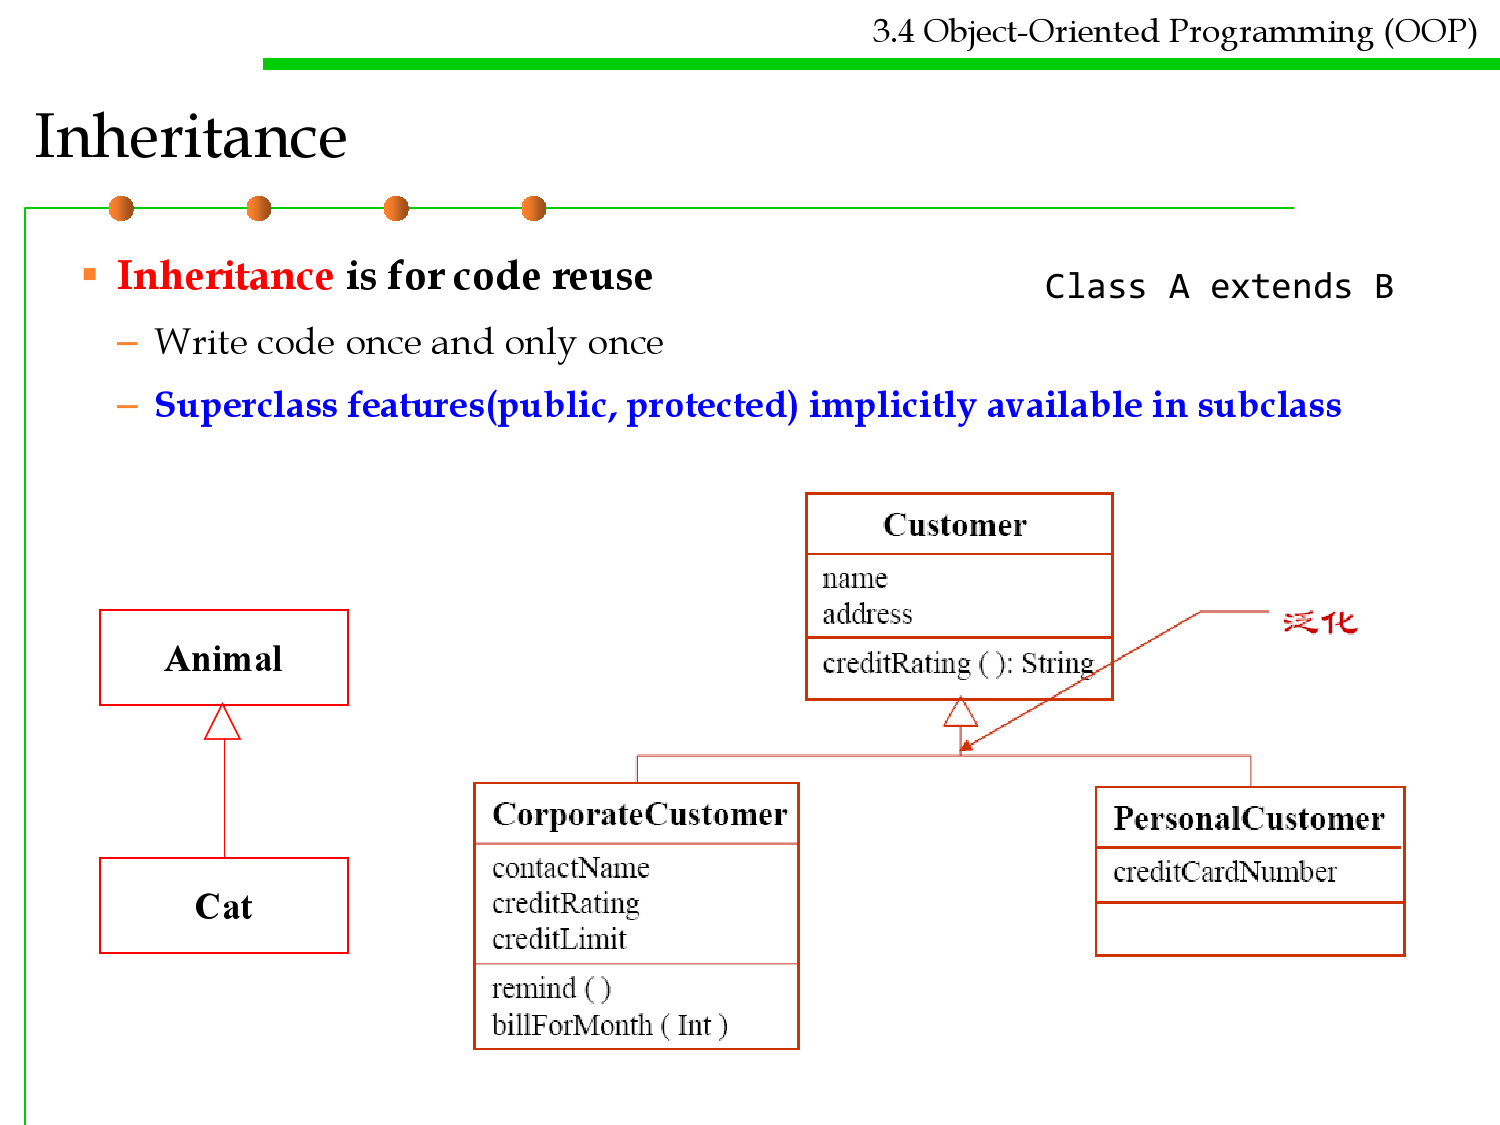 3.4 Object-Oriented Programming (OOP)
Inheritance
Inheritance is for code reuse
Class A extends B
– Write code once and only once
– Superclass features(public, protected) implicitly available in subclass
Animal
Cat
Customer
name
address
creditRating ( ): String
泛化
CorporateCustomer
contactName
creditRating
creditLimit
remind ( )
billForMonth ( Int )
PersonalCustomer
creditCardNumber